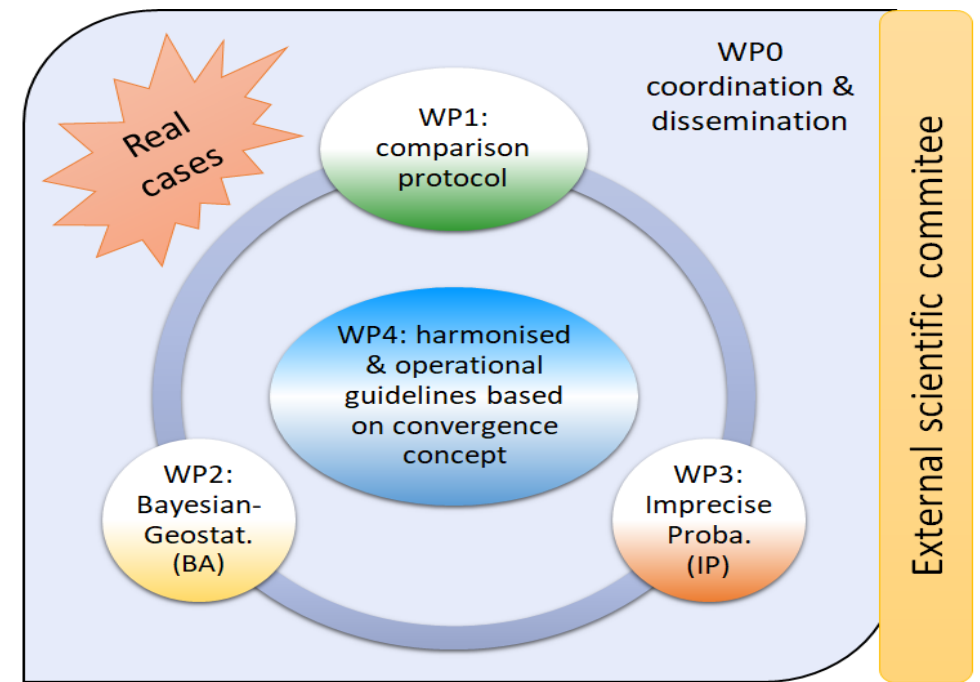 Real
cases
WP0
coordination &
dissemination
WP1:
comparison
protocol
WP4: harmonised
& operational
guidelines based
on convergence
concept
WP2:
Bayesian-
Geostat.
(BA)
WP3:
Imprecise
Proba.
(IP)
External scientific commitee